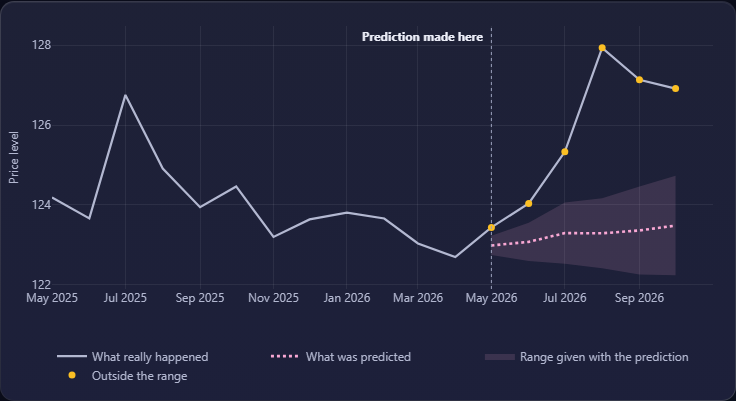 Prediction made here
128
126
124
122
Price level
May 2025 Jul 2025 Sep 2025 Nov 2025 Jan 2026 Mar 2026 May 2026 Jul 2026 Sep 2026
What really happened What was predicted Range given with the prediction
Outside the range